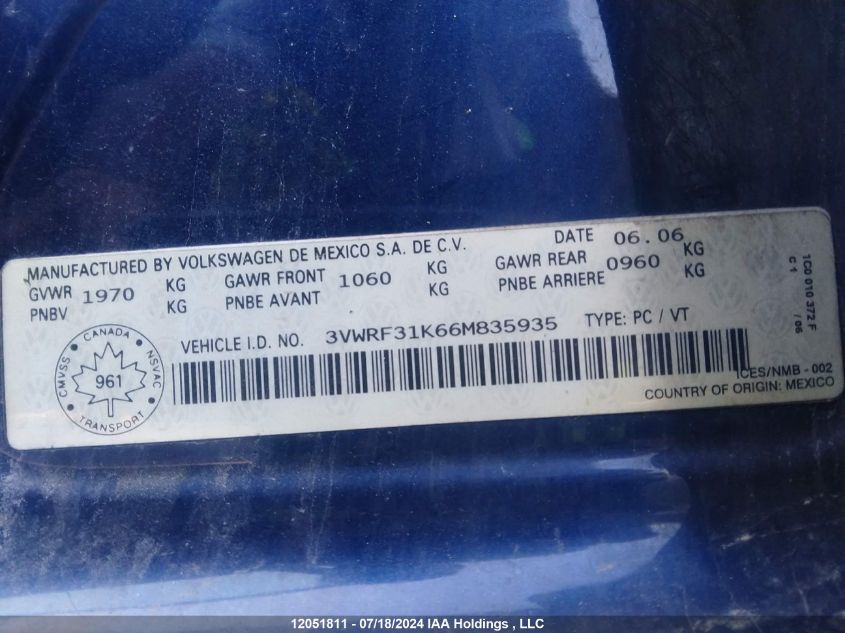 MANUFACTURED BY VOLKSWAGEN DE MEXICO S.A. DE C.V. DATE 06.06
GVWR 1970 KG GAWR FRONT 1060 KG GAWR REAR 0960 KG
PNBV KG PNBE AVANT KG PNBE ARRIERE KG
VEHICLE I.D. NO. 3VWRF31K66M835935 TYPE: PC / VT
CANADA
CMVSS 961 NSVAC
TRANSPORT
ICES/NMB - 002
COUNTRY OF ORIGIN: MEXICO
1C0 010 372 F
C 1 / 06
12051811 - 07/18/2024 IAA Holdings , LLC